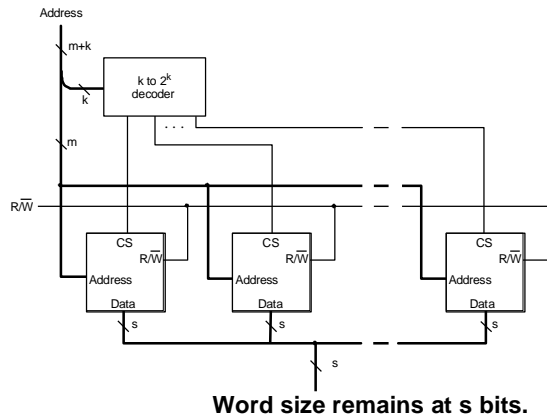 Address
m+k
k to 2^k
decoder
k
. . .
m
R/W̅
CS
R/W̅
Address
Data
s
CS
R/W̅
Address
Data
s
CS
R/W̅
Address
Data
s
s
Word size remains at s bits.